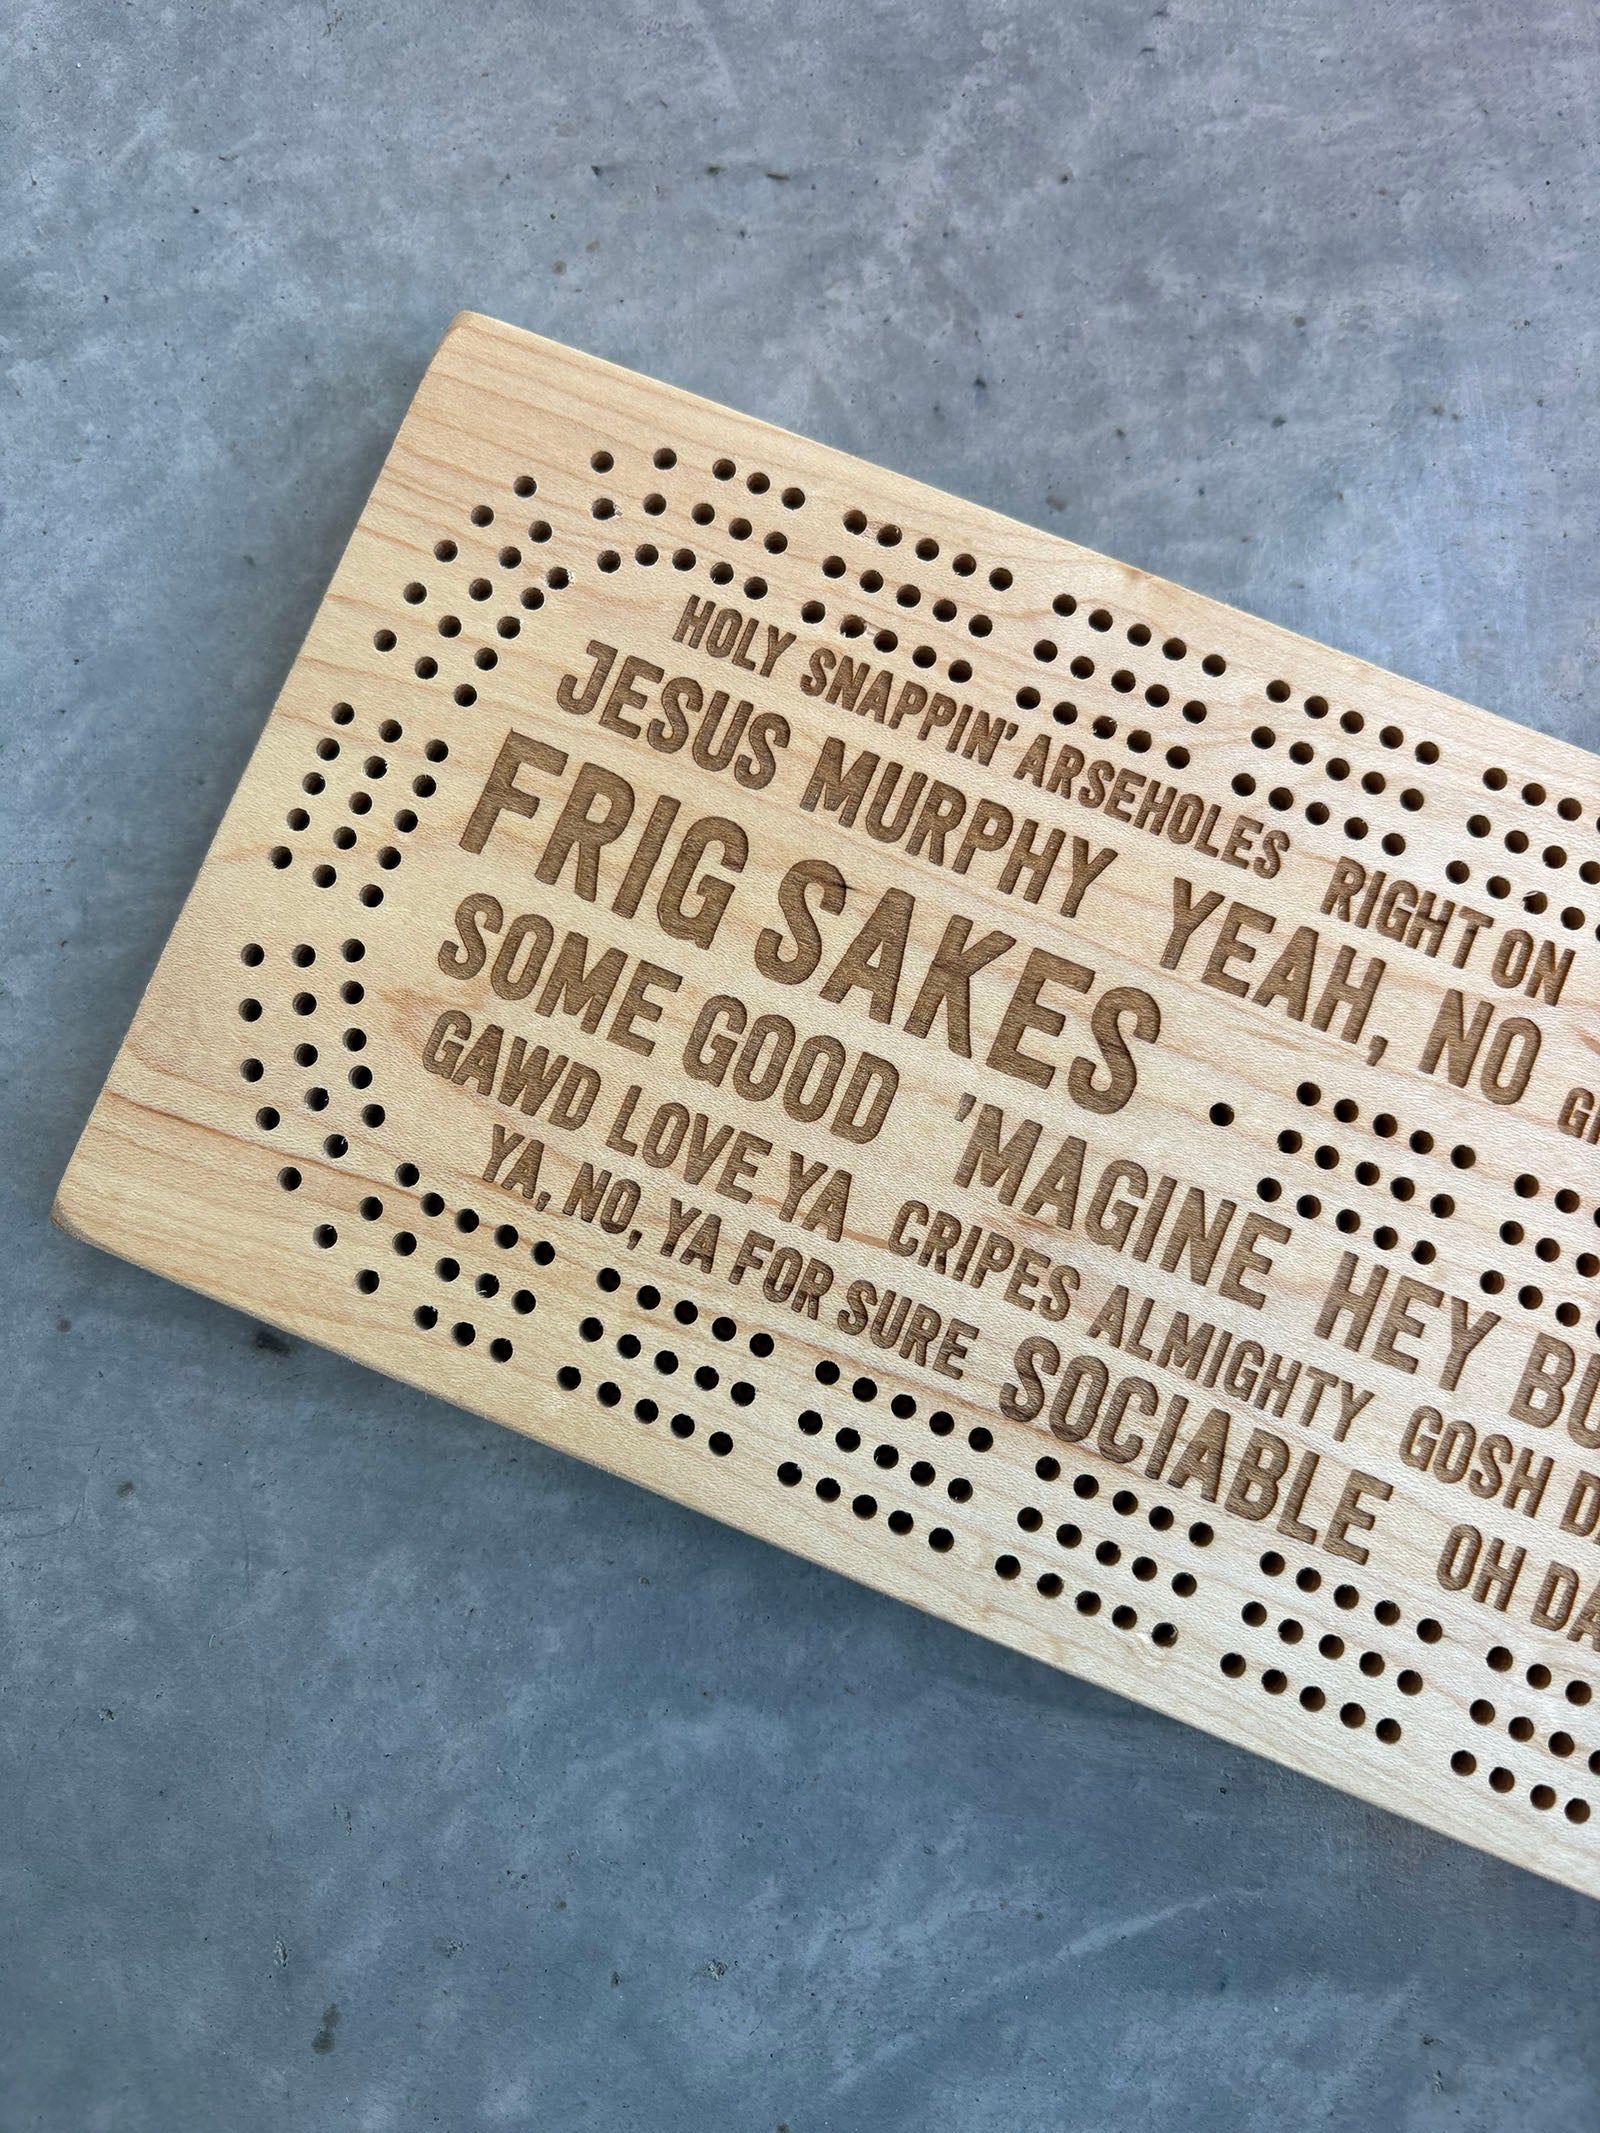 HOLY SNAPPIN' ARSEHOLES RIGHT ON
JESUS MURPHY YEAH, NO
FRIG SAKES
SOME GOOD 'MAGINE HEY
GAWD LOVE YA CRIPES ALMIGHTY GOSH
YA, NO, YA FOR SURE SOCIABLE OH